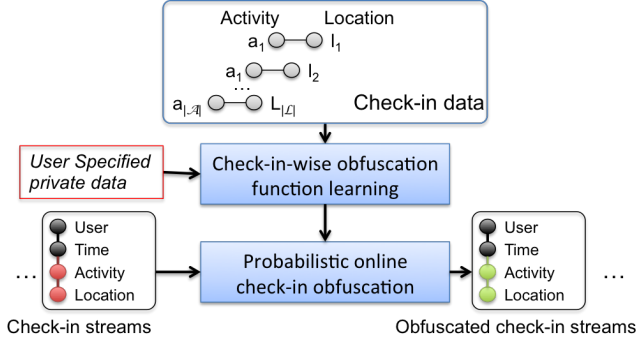 Activity Location
a1 l1
a1 l2
...
a|𝒜| L|ℒ|
Check-in data
User Specified
private data
Check-in-wise obfuscation
function learning
User
Time
... Activity
Location
Check-in streams
Probabilistic online
check-in obfuscation
User
Time
Activity ...
Location
Obfuscated check-in streams